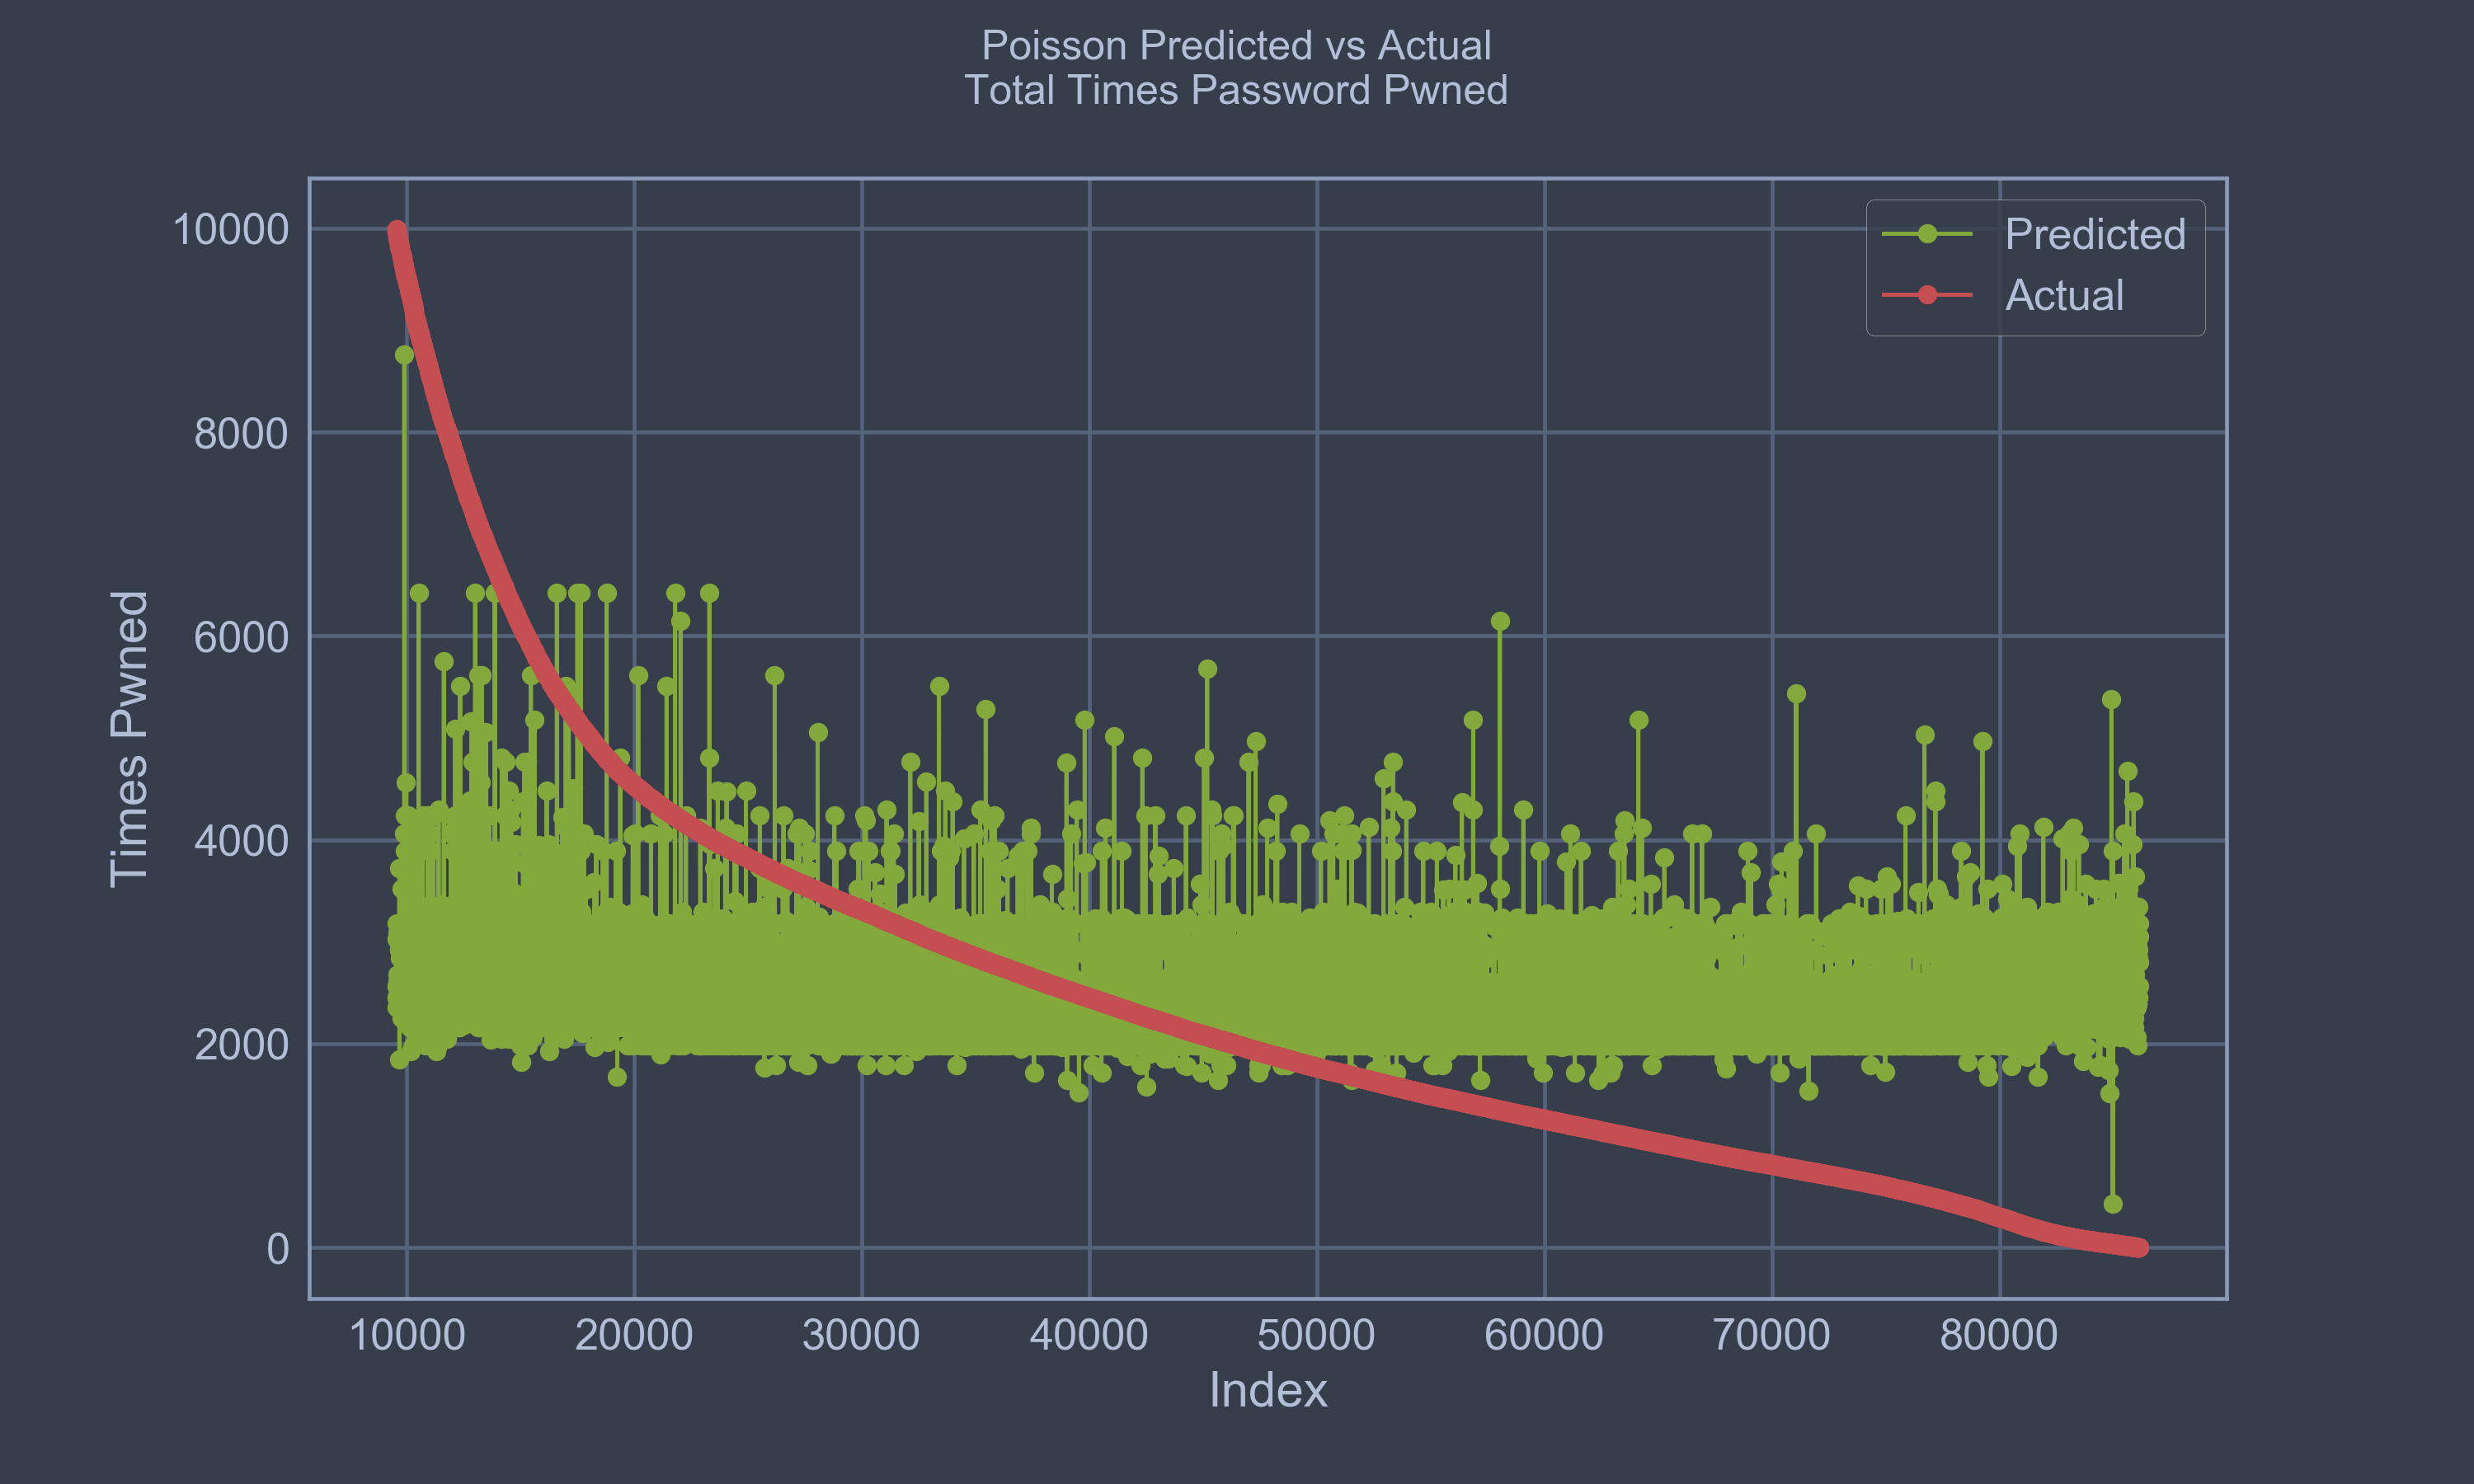 Poisson Predicted vs Actual
Total Times Password Pwned
10000
8000
6000
4000
2000
0
Times Pwned
Predicted
Actual
10000 20000 30000 40000 50000 60000 70000 80000
Index